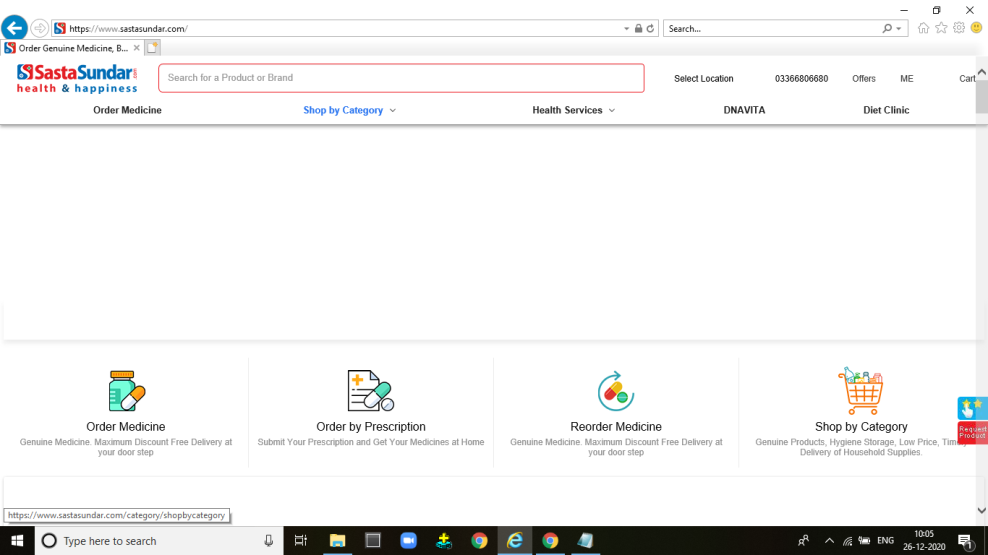 https://www.sastasundar.com/
Search...
Order Genuine Medicine, B...
SastaSundar
health & happiness
Search for a Product or Brand
Select Location
03366806680
Offers
ME
Cart
Order Medicine
Shop by Category
Health Services
DNAVITA
Diet Clinic
Order Medicine
Genuine Medicine. Maximum Discount Free Delivery at
your door step
Order by Prescription
Submit Your Prescription and Get Your Medicines at Home
Reorder Medicine
Genuine Medicine. Maximum Discount Free Delivery at
your door step
Shop by Category
Genuine Products, Hygiene Storage, Low Price,
Delivery of Household Supplies.
Request
Product
https://www.sastasundar.com/category/shopbycategory
Type here to search
ENG
10:05
26-12-2020